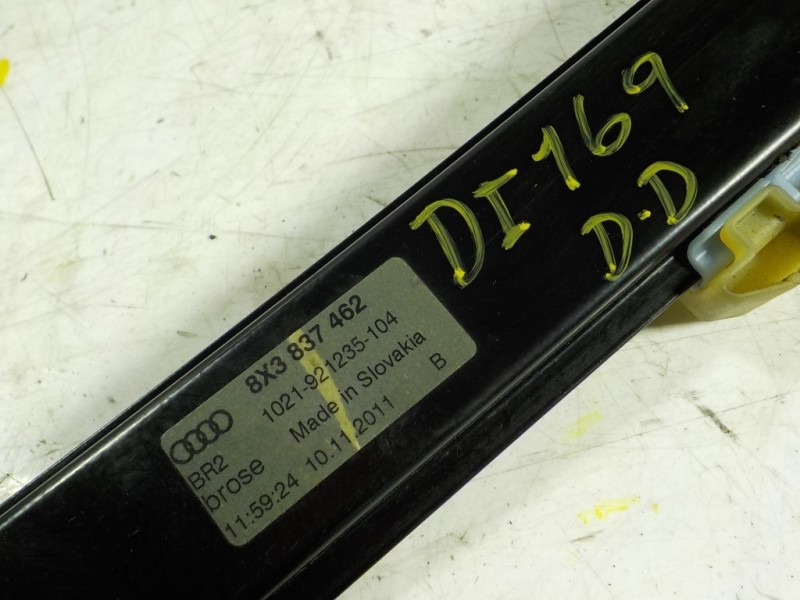 DI169
D.D
8X3 837 462
1021-921235-104
BR2
Made in Slovakia
brose
11:59:24 10.11.2011
B